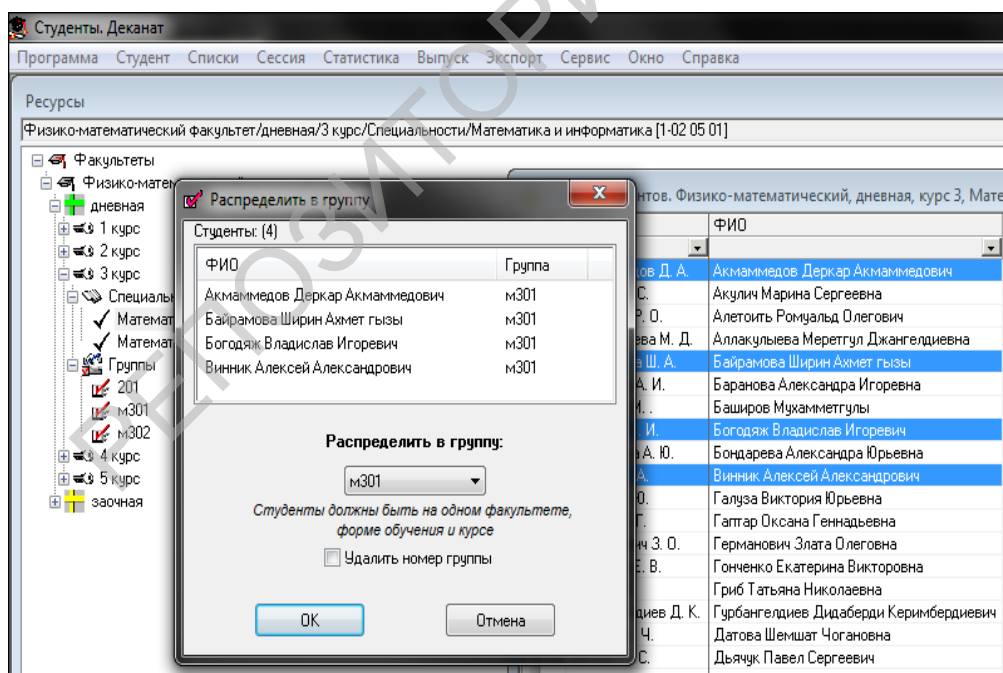 Студенты. Деканат
Программа Студент Списки Сессия Статистика Выпуск Экспорт Сервис Окно Справка
Ресурсы
Физико-математический факультет/дневная/3 курс/Специальности/Математика и информатика [1-02 05 01]
Факультеты
Физико-матем
дневная
1 курс
2 курс
3 курс
Специаль
Математ
Математ
Группы
201
м301
м302
4 курс
5 курс
заочная
Распределить в группу
Студенты: (4)
ФИО Группа
Акмаммедов Деркар Акмаммедович м301
Байрамова Ширин Ахмет гызы м301
Богодяж Владислав Игоревич м301
Винник Алексей Александрович м301
Распределить в группу:
м301
Студенты должны быть на одном факультете,
форме обучения и курсе
Удалить номер группы
OK Отмена
нтов. Физико-математический, дневная, курс 3, Мате
ФИО
ов Д. А. Акмаммедов Деркар Акмаммедович
С. Акулич Марина Сергеевна
Р. О. Алетоить Ромуальд Олегович
ева М. Д. Аллакулыева Мереттул Джангелдиевна
а Ш. А. Байрамова Ширин Ахмет гызы
А. И. Баранова Александра Игоревна
Баширов Мухамметгулы
И. Богодяж Владислав Игоревич
а А. Ю. Бондарева Александра Юрьевна
А. Винник Алексей Александрович
Ю. Галуза Виктория Юрьевна
Г. Гаптар Оксана Геннадьевна
ич З. О. Германович Злата Олеговна
Е. В. Гонченко Екатерина Викторовна
Гриб Татьяна Николаевна
диев Д. К. Гурбангелдиев Дидаберди Керимбердиевич
Ч. Датова Шемшат Чогановна
С. Дьячук Павел Сергеевич
РЕПОЗИТОРИ